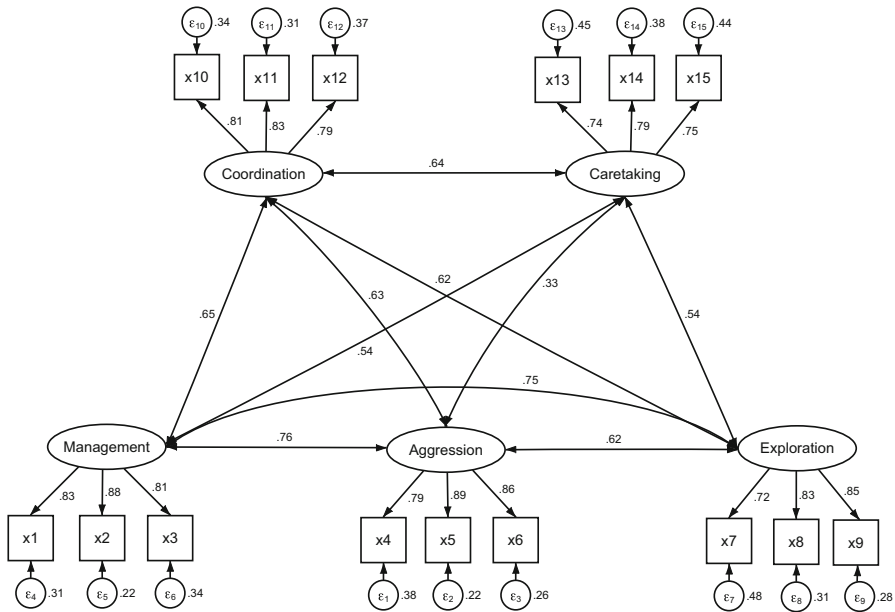 ε10 .34 ε11 .31 ε12 .37 ε13 .45 ε14 .38 ε15 .44
x10 x11 x12 x13 x14 x15
.81 .83 .79 .74 .79 .75
Coordination .64 Caretaking
.62
.63 .33
.65 .54
.54
.75
Management .76 Aggression .62 Exploration
.83 .88 .81 .79 .89 .86 .72 .83 .85
x1 x2 x3 x4 x5 x6 x7 x8 x9
ε4 .31 ε5 .22 ε6 .34 ε1 .38 ε2 .22 ε3 .26 ε7 .48 ε8 .31 ε9 .28